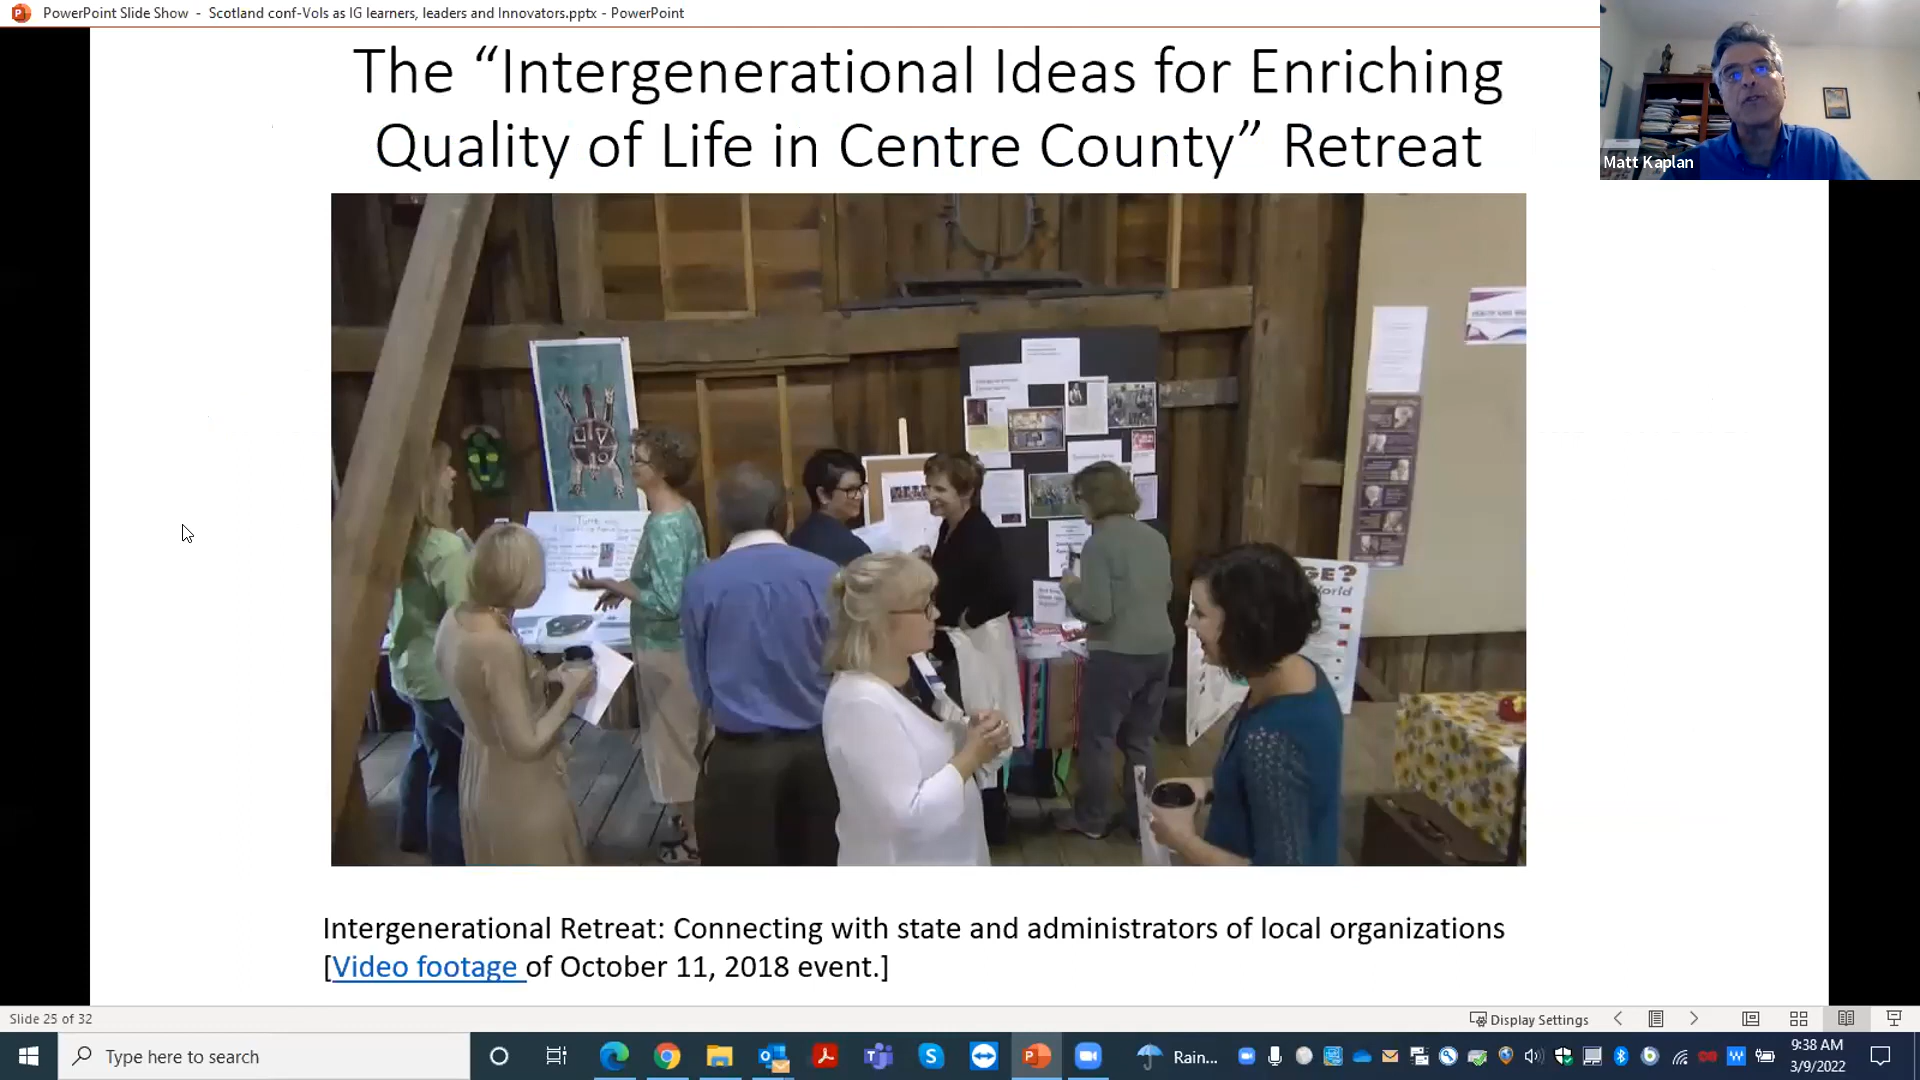 PowerPoint Slide Show - Scotland conf-Vols as IG learners, leaders and Innovators.pptx - PowerPoint
The “Intergenerational Ideas for Enriching
Quality of Life in Centre County” Retreat
Matt Kaplan
GE?
World
Intergenerational Retreat: Connecting with state and administrators of local organizations
[Video footage of October 11, 2018 event.]
Slide 25 of 32
Display Settings
Type here to search
Rain...
9:38 AM
3/9/2022